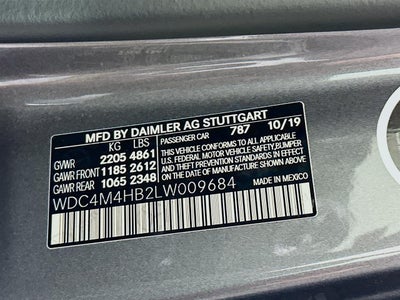 MFD BY DAIMLER AG STUTTGART
KG LBS PASSENGER CAR 787 10/19
GVWR 2205 4861
GAWR FRONT 1185 2612
GAWR REAR 1065 2348
THIS VEHICLE CONFORMS TO ALL APPLICABLE
U.S. FEDERAL MOTOR VEHICLE SAFETY, BUMPER,
AND THEFT PREVENTION STANDARDS IN EFFECT
ON THE DATE OF MANUFACTURE SHOWN ABOVE.
WDC4M4HB2LW009684 MADE IN MEXICO